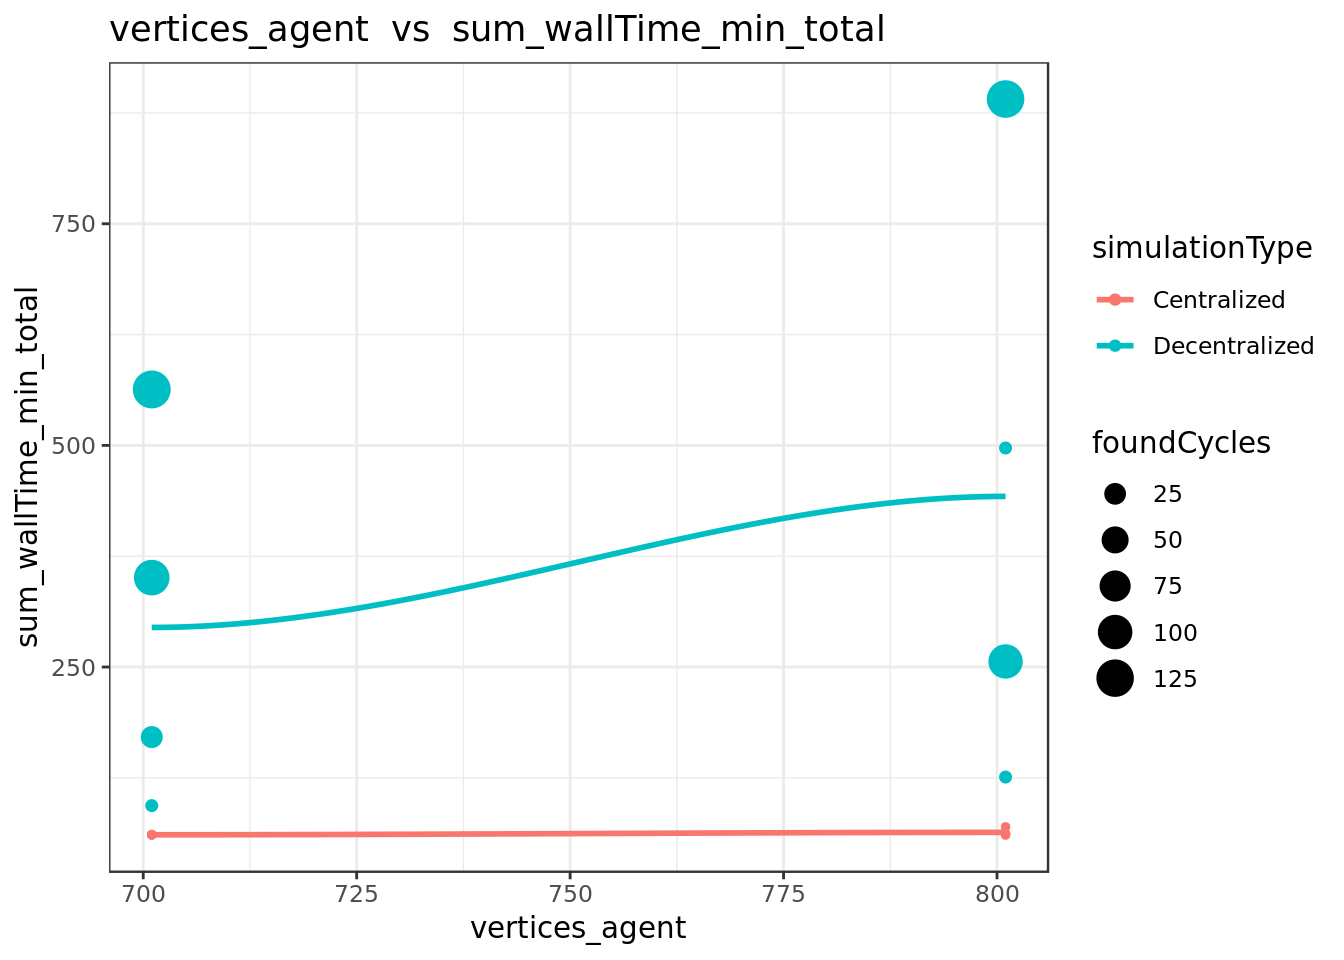 vertices_agent  vs  sum_wallTime_min_total
sum_wallTime_min_total
750
500
250
700
725
750
775
800
vertices_agent
simulationType
Centralized
Decentralized
foundCycles
25
50
75
100
125